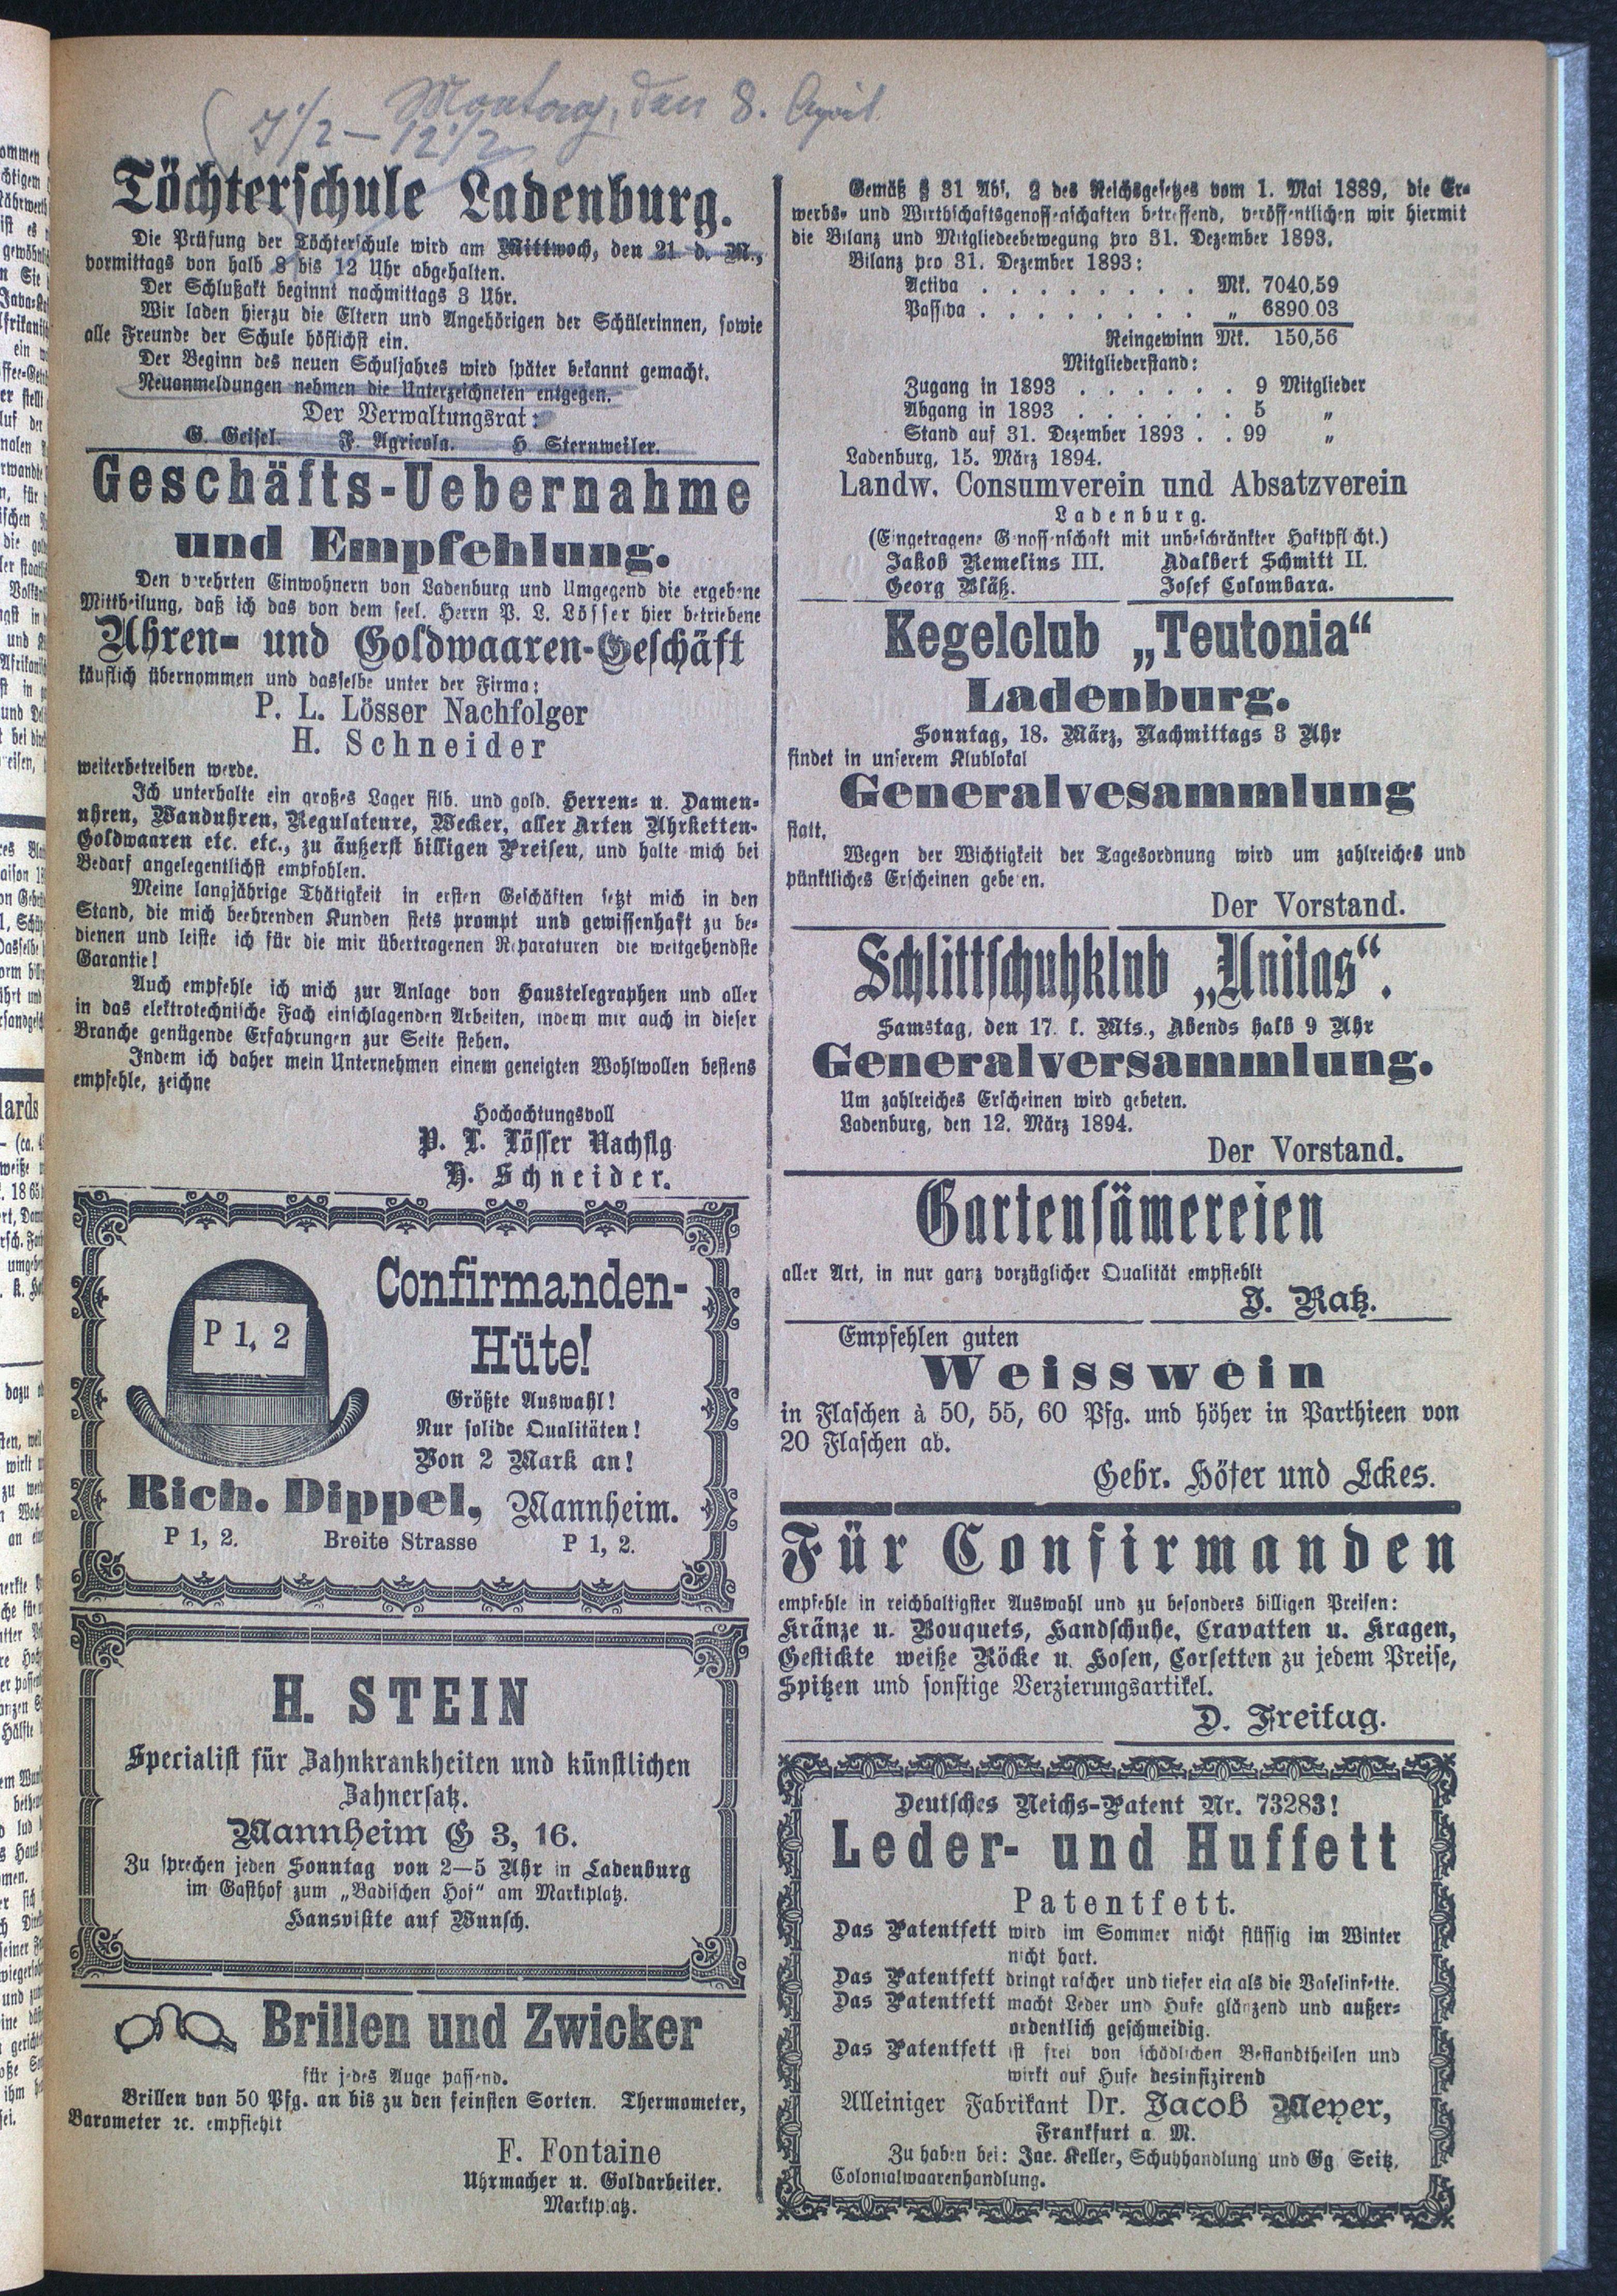 Montag, den 8. April
(7 1/2 – 12 1/2
Töchterschule Ladenburg.
Die Prüfung der Töchterschule wird am Mittwoch, den 21 d. M.,
vormittags von halb 8 bis 12 Uhr abgehalten.
Der Schlußakt beginnt nachmittags 3 Uhr.
Wir laden hierzu die Eltern und Angehörigen der Schülerinnen, sowie
alle Freunde der Schule höflichst ein.
Der Beginn des neuen Schuljahres wird später bekannt gemacht.
Neuanmeldungen nehmen die Unterzeichneten entgegen.
Der Verwaltungsrat:
G. Geisel. F. Agricola. H Sternweiler.
Geschäfts-Uebernahme
und Empfehlung.
Den verehrten Einwohnern von Ladenburg und Umgegend die ergebene
Mittheilung, daß ich das von dem seel. Herrn P. L. Lösser hier betriebene
Uhren- und Goldwaaren-Geschäft
käuflich übernommen und dasselbe unter der Firma:
P. L. Lösser Nachfolger
H. Schneider
weiterbetreiben werde.
Ich unterhalte ein großes Lager silb. und gold. Herren- u. Damen-
uhren, Wanduhren, Regulateure, Wecker, aller Arten Uhrketten-
Goldwaaren etc. etc., zu äußerst billigen Preisen, und halte mich bei
Bedarf angelegentlichst empfohlen.
Meine langjährige Thätigkeit in ersten Geschäften setzt mich in den
Stand, die mich beehrenden Kunden stets prompt und gewissenhaft zu be-
dienen und leiste ich für die mir übertragenen Reparaturen die weitgehendste
Garantie!
Auch empfehle ich mich zur Anlage von Haustelegraphen und aller
in das elektrotechnische Fach einschlagenden Arbeiten, indem mir auch in dieser
Branche genügende Erfahrungen zur Seite stehen.
Indem ich daher mein Unternehmen einem geneigten Wohlwollen bestens
empfehle, zeichne
Hochachtungsvoll
P. L. Lösser Nachflg
H. Schneider.
P 1, 2
Confirmanden-
Hüte!
Größte Auswahl!
Nur solide Qualitäten!
Von 2 Mark an!
Rich. Dippel, Mannheim.
P 1, 2. Breite Strasse P 1, 2.
H. STEIN
Specialist für Zahnkrankheiten und künstlichen
Zahnersatz.
Mannheim G 3, 16.
Zu sprechen jeden Sonntag von 2—5 Uhr in Ladenburg
im Gasthof zum „Badischen Hof“ am Marktplatz.
Hausvisite auf Wunsch.
Brillen und Zwicker
für jedes Auge passend.
Brillen von 50 Pfg. an bis zu den feinsten Sorten. Thermometer,
Barometer ꝛc. empfiehlt
F. Fontaine
Uhrmacher u. Goldarbeiter.
Marktplatz.
Gemäß § 31 Abs. 2 des Reichsgesetzes vom 1. Mai 1889, die Er-
werbs- und Wirthschaftsgenossenschaften betreffend, veröffentlichen wir hiermit
die Bilanz und Mitgliederbewegung pro 31. Dezember 1893.
Bilanz pro 31. Dezember 1893:
Activa . . . . . . . . Mk. 7040,59
Passiva . . . . . . . . „ 6890 03
Reingewinn Mk. 150,56
Mitgliederstand:
Zugang in 1893 . . . . . . 9 Mitglieder
Abgang in 1893 . . . . . . 5 „
Stand auf 31. Dezember 1893 . . 99 „
Ladenburg, 15. März 1894.
Landw. Consumverein und Absatzverein
Ladenburg.
(Eingetragene Genossenschaft mit unbeschränkter Haftpflicht.)
Jakob Remelius III. Adalbert Schmitt II.
Georg Bläß. Josef Colombara.
Kegelclub „Teutonia“
Ladenburg.
Sonntag, 18. März, Nachmittags 3 Uhr
findet in unserem Klublokal
Generalvesammlung
statt.
Wegen der Wichtigkeit der Tagesordnung wird um zahlreiches und
pünktliches Erscheinen gebeten.
Der Vorstand.
Schlittschuhklub „Unitas“.
Samstag, den 17. l. Mts., Abends halb 9 Uhr
Generalversammlung.
Um zahlreiches Erscheinen wird gebeten.
Ladenburg, den 12. März 1894.
Der Vorstand.
Gartensämereien
aller Art, in nur ganz vorzüglicher Qualität empfiehlt
J. Ratz.
Empfehlen guten
Weisswein
in Flaschen à 50, 55, 60 Pfg. und höher in Parthieen von
20 Flaschen ab.
Gebr. Höfer und Eckes.
Für Confirmanden
empfehle in reichhaltigster Auswahl und zu besonders billigen Preisen:
Kränze u. Bouquets, Handschuhe, Cravatten u. Kragen,
Gestickte weiße Röcke u. Hosen, Corsetten zu jedem Preise,
Spitzen und sonstige Verzierungsartikel.
D. Freitag.
Deutsches Reichs-Patent Nr. 73283!
Leder- und Huffett
Patentfett.
Das Patentfett wird im Sommer nicht flüssig im Winter
nicht hart.
Das Patentfett dringt rascher und tiefer ein als die Vaselinfette.
Das Patentfett macht Leder und Hufe glänzend und außer-
ordentlich geschmeidig.
Das Patentfett ist frei von schädlichen Bestandtheilen und
wirkt auf Hufe desinfizirend
Alleiniger Fabrikant Dr. Jacob Meyer,
Frankfurt a. M.
Zu haben bei: Jac. Keller, Schuhhandlung und Gg Seitz,
Colonialwaarenhandlung.